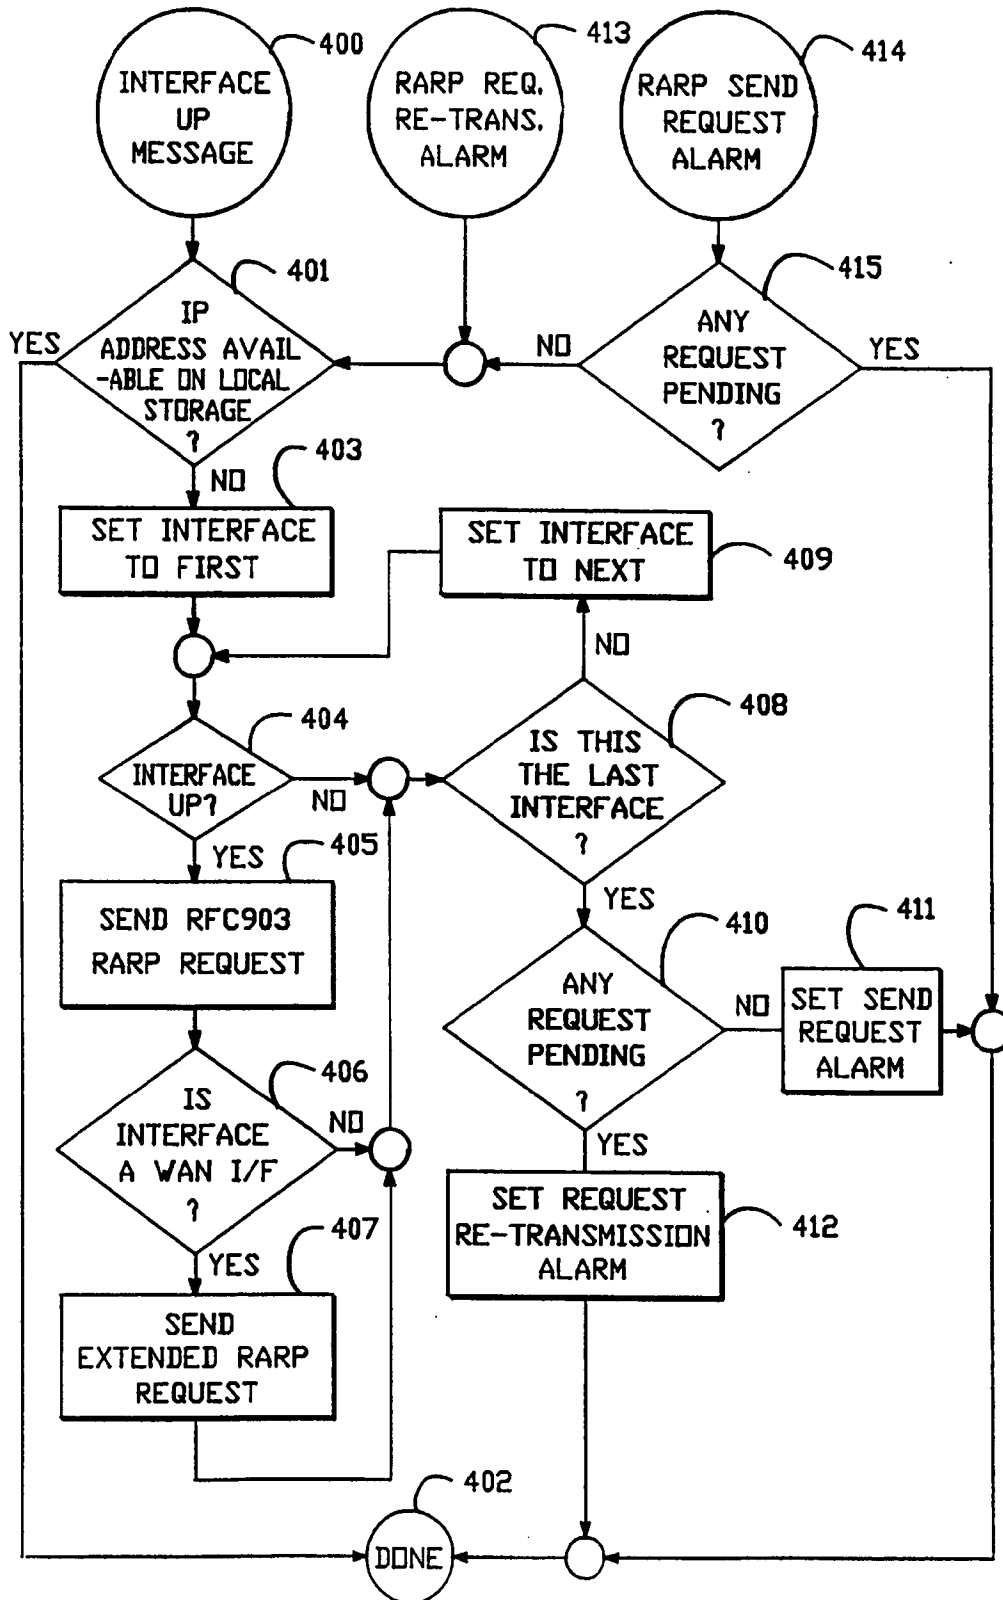 400
INTERFACE
UP
MESSAGE
413
RARP REQ.
RE-TRANS.
ALARM
414
RARP SEND
REQUEST
ALARM
401
IP
ADDRESS AVAIL
-ABLE ON LOCAL
STORAGE
?
YES
NO
415
ANY
REQUEST
PENDING
?
NO
YES
403
SET INTERFACE
TO FIRST
SET INTERFACE
TO NEXT
409
NO
404
INTERFACE
UP?
NO
YES
408
IS THIS
THE LAST
INTERFACE
?
YES
405
SEND RFC903
RARP REQUEST
410
ANY
REQUEST
PENDING
?
NO
YES
411
SET SEND
REQUEST
ALARM
406
IS
INTERFACE
A WAN I/F
?
NO
YES
SET REQUEST
RE-TRANSMISSION
ALARM
412
407
SEND
EXTENDED RARP
REQUEST
402
DONE